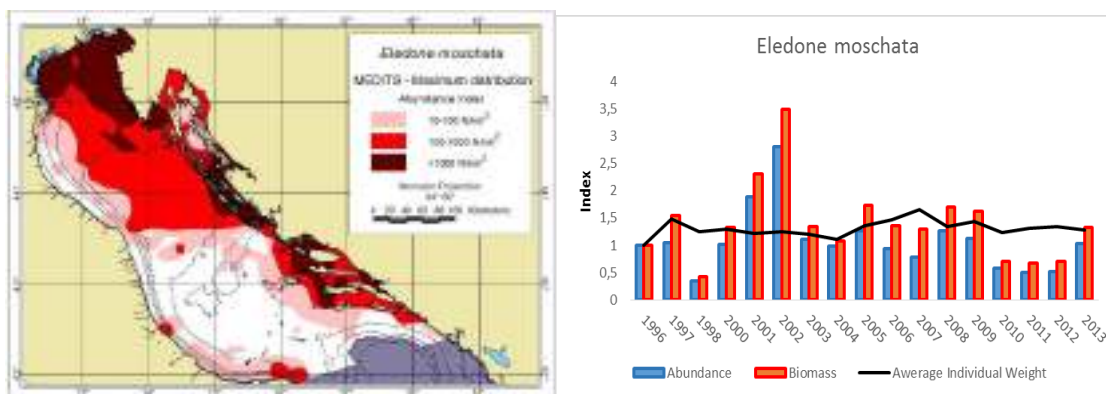 Eledone moschata
MEDITS - Maximum distribution
Abundance Index
10-100 N/km²
100-1000 N/km²
>1000 N/km²
Kilometers
Eledone moschata
Index
4
3,5
3
2,5
2
1,5
1
0,5
0
1996 1997 1998 2000 2001 2002 2003 2004 2005 2006 2007 2008 2009 2010 2011 2012 2013
Abundance Biomass Average Individual Weight